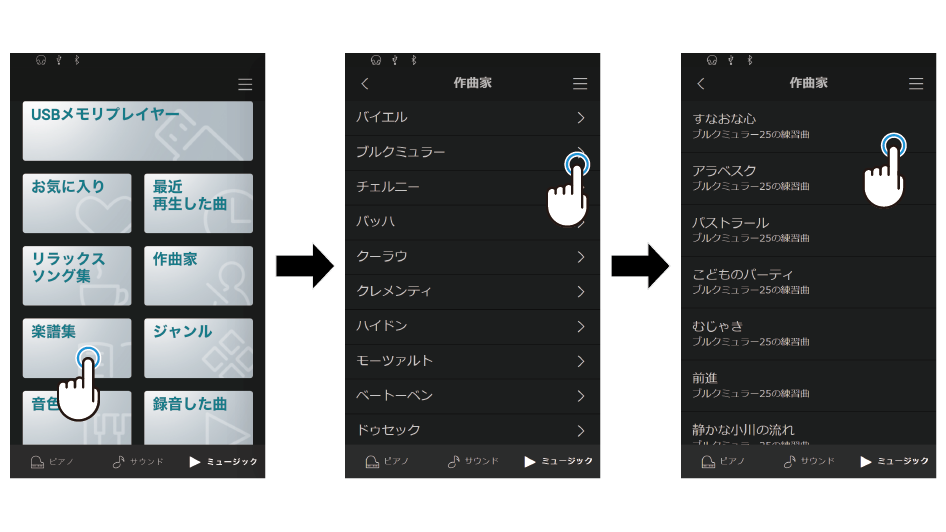 USBメモリプレイヤー
お気に入り
最近
再生した曲
リラックス
ソング集
作曲家
楽譜集
ジャンル
音色
録音した曲
ピアノ
サウンド
ミュージック
作曲家
バイエル
ブルクミュラー
チェルニー
バッハ
クーラウ
クレメンティ
ハイドン
モーツァルト
ベートーベン
ドゥセック
ピアノ
サウンド
ミュージック
作曲家
すなおな心
ブルクミュラー25の練習曲
アラベスク
ブルクミュラー25の練習曲
パストラール
ブルクミュラー25の練習曲
こどものパーティ
ブルクミュラー25の練習曲
むじゃき
ブルクミュラー25の練習曲
前進
ブルクミュラー25の練習曲
静かな小川の流れ
ブルクミュラー25の練習曲
ピアノ
サウンド
ミュージック